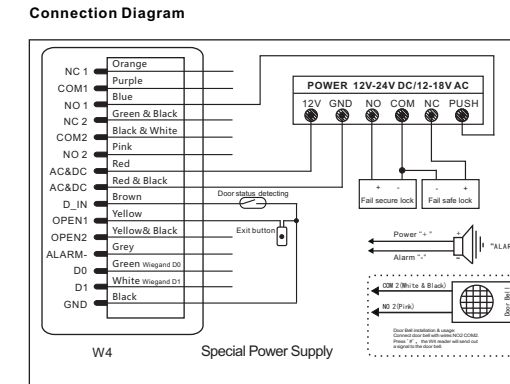 Connection Diagram
NC 1 Orange
COM1 Purple
NO 1 Blue
NC 2 Green & Black
COM2 Black & White
NO 2 Pink
AC&DC Red
AC&DC Red & Black
D_IN Brown
OPEN1 Yellow
OPEN2 Yellow& Black
ALARM- Grey
D0 Green Wiegand D0
D1 White Wiegand D1
GND Black
W4
Door status detecting
Exit button
Special Power Supply
POWER 12V-24V DC/12-18V AC
12V GND NO COM NC PUSH
+ -
Fail secure lock
- +
Fail safe lock
Power "+ "
Alarm "-"
+
-
"ALAR
COM 2(White & Black)
NO 2(Pink)
Door Bell
Door Bell installation & usage:
Connect door bell with wires NO2 COM2.
Press "#", the Will reader will send out
a signal to the door bell.